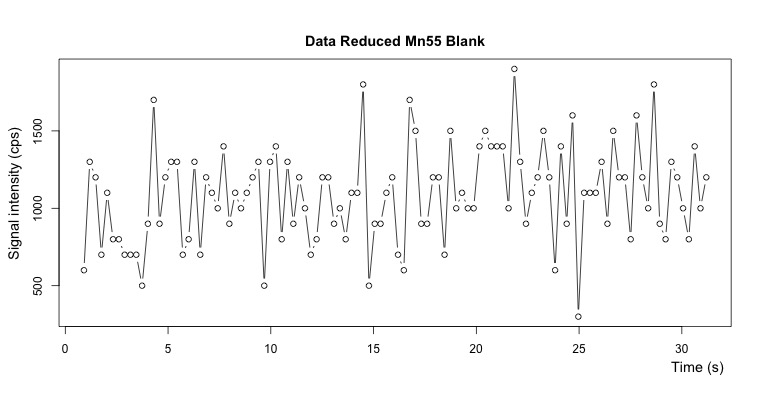 Data Reduced Mn55 Blank
Signal intensity (cps)
1500
1000
500
0 5 10 15 20 25 30
Time (s)